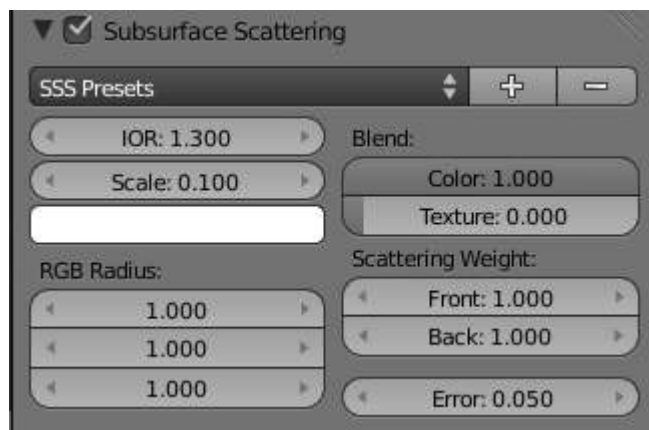 Subsurface Scattering
SSS Presets
IOR: 1.300
Scale: 0.100
RGB Radius:
1.000
1.000
1.000
Blend:
Color: 1.000
Texture: 0.000
Scattering Weight:
Front: 1.000
Back: 1.000
Error: 0.050